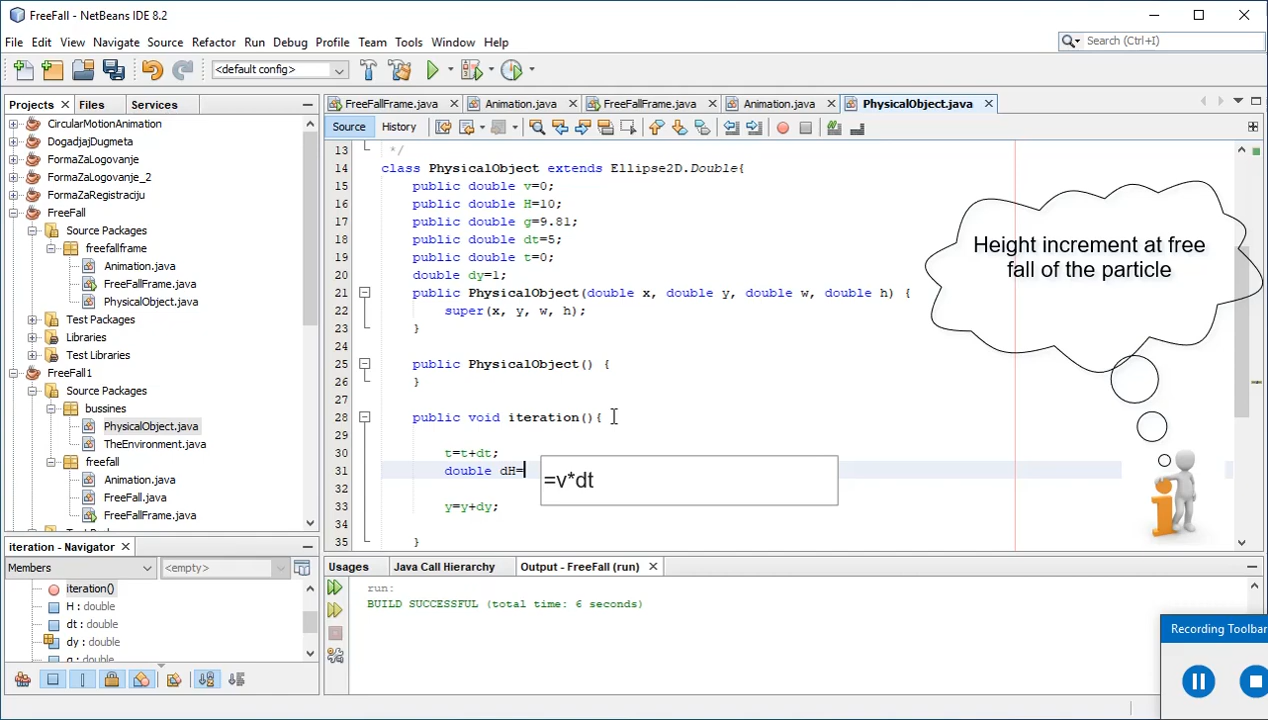 FreeFall - NetBeans IDE 8.2
File Edit View Navigate Source Refactor Run Debug Profile Team Tools Window Help
Search (Ctrl+I)
<default config>
Projects Files Services
CircularMotionAnimation
DogadjajDugmeta
FormaZaLogovanje
FormaZaLogovanje_2
FormaZaRegistraciju
FreeFall
Source Packages
freefallframe
Animation.java
FreeFallFrame.java
PhysicalObject.java
Test Packages
Libraries
Test Libraries
FreeFall1
Source Packages
bussines
PhysicalObject.java
TheEnvironment.java
freefall
Animation.java
FreeFall.java
FreeFallFrame.java
iteration - Navigator
Members <empty>
iteration()
H : double
dt : double
dy : double
FreeFallFrame.java Animation.java FreeFallFrame.java Animation.java PhysicalObject.java
Source History
13 */
14 class PhysicalObject extends Ellipse2D.Double{
15 public double v=0;
16 public double H=10;
17 public double g=9.81;
18 public double dt=5;
19 public double t=0;
20 double dy=1;
21 public PhysicalObject(double x, double y, double w, double h) {
22 super(x, y, w, h);
23 }
24
25 public PhysicalObject() {
26 }
27
28 public void iteration(){
29
30 t=t+dt;
31 double dH=
=v*dt
32
33 y=y+dy;
34
35 }
Height increment at free
fall of the particle
Usages Java Call Hierarchy Output - FreeFall (run)
run:
BUILD SUCCESSFUL (total time: 6 seconds)
Recording Toolbar